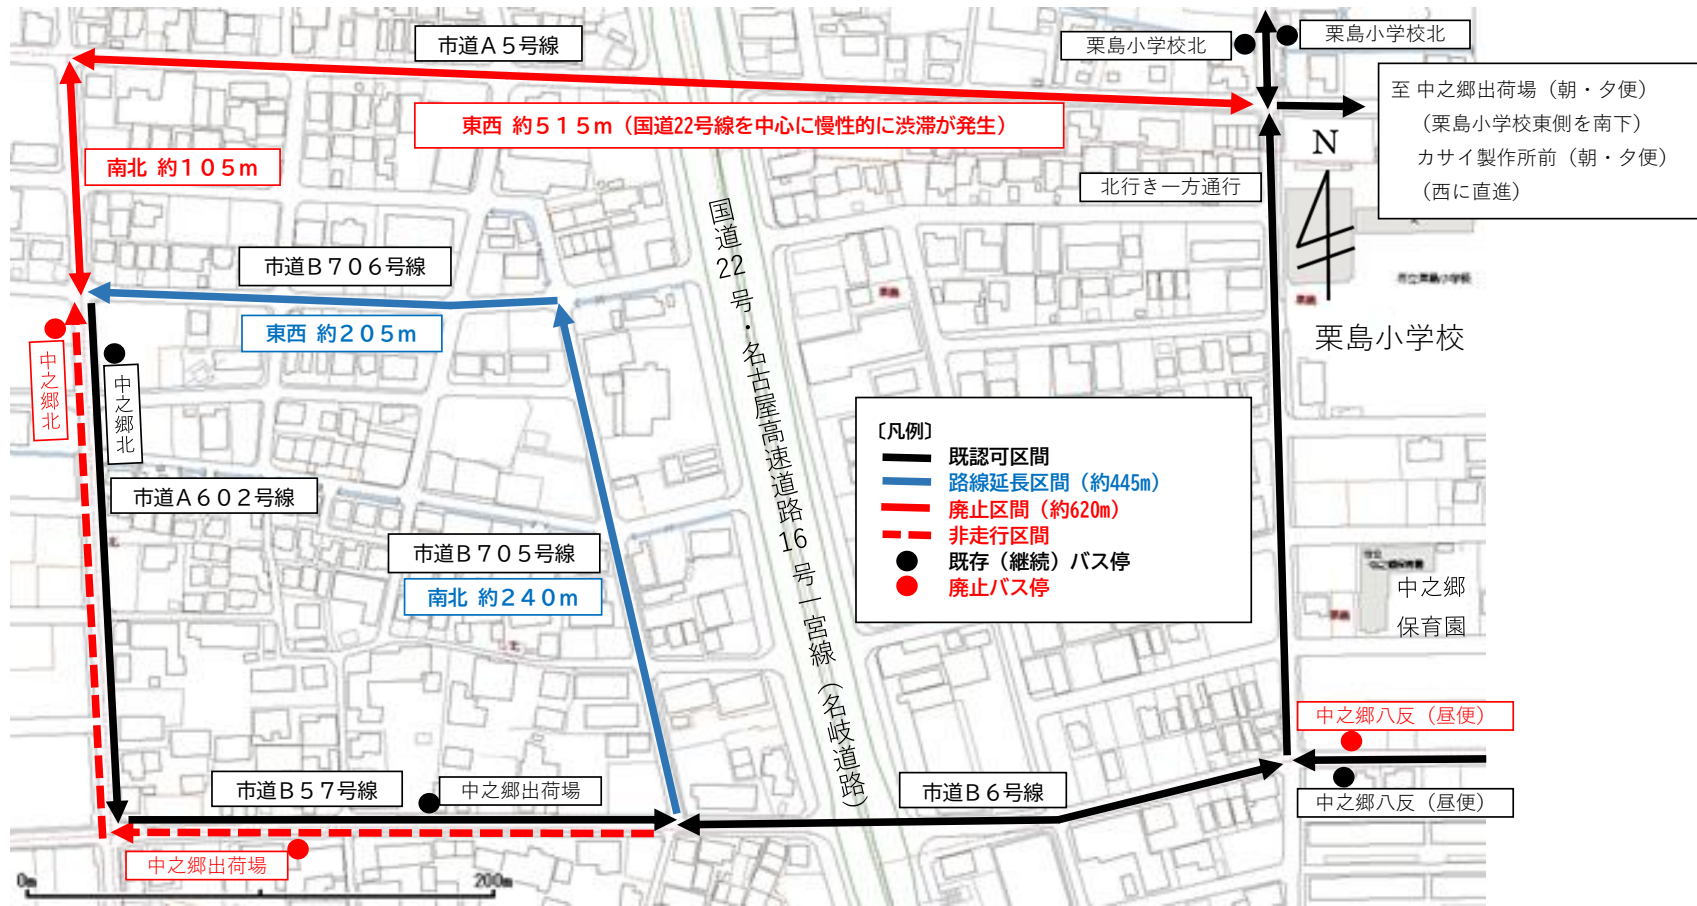 市道Ａ５号線
栗島小学校北
栗島小学校北
東西 約５１５ｍ（国道22号線を中心に慢性的に渋滞が発生）
至 中之郷出荷場（朝・夕便）
（栗島小学校東側を南下）
カサイ製作所前（朝・夕便）
（西に直進）
南北 約１０５ｍ
N
北行き一方通行
国道22号・名古屋高速道路16号一宮線（名岐道路）
市道Ｂ７０６号線
東西 約２０５ｍ
栗島小学校
中之郷北
中之郷北
〔凡例〕
既認可区間
路線延長区間（約445m）
廃止区間（約620m）
非走行区間
既存（継続）バス停
廃止バス停
市道Ａ６０２号線
市道Ｂ７０５号線
南北 約２４０ｍ
中之郷
保育園
中之郷八反（昼便）
中之郷八反（昼便）
市道Ｂ５７号線
中之郷出荷場
市道Ｂ６号線
中之郷出荷場
0m
200m